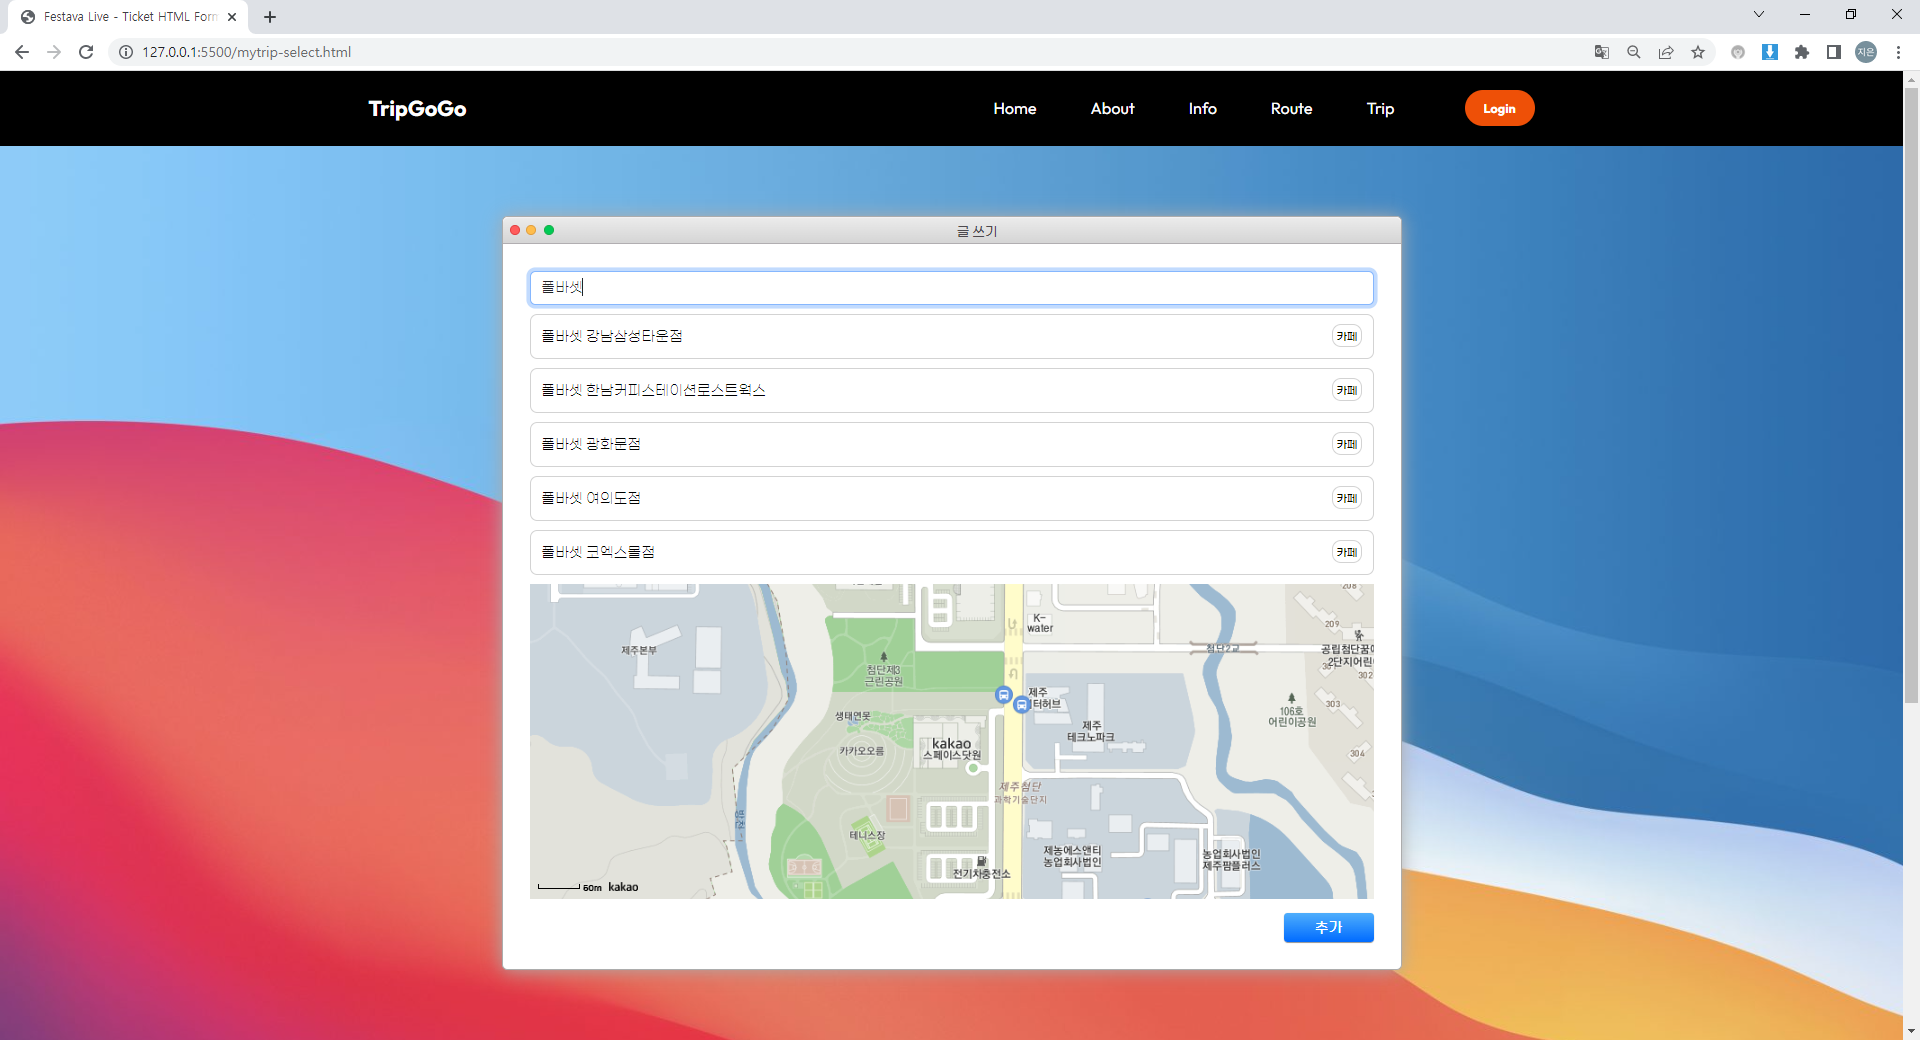 Festava Live - Ticket HTML Form
127.0.0.1:5500/mytrip-select.html
지은
TripGoGo
Home
About
Info
Route
Trip
Login
글 쓰기
폴바셋
폴바셋 강남삼성타운점
카페
폴바셋 한남커피스테이션로스트웍스
카페
폴바셋 광화문점
카페
폴바셋 여의도점
카페
폴바셋 코엑스몰점
카페
K-
water
208
209
첨단2교
공립첨단꿈
2단지어린
302
제주본부
첨단제3
근린공원
303
106호
어린이공원
304
제주
터허브
제주
테크노파크
생태연못
카카오오름
kakao
스페이스닷원
제주첨단
과학기술단지
테니스장
제농에스앤티
농업회사법인
농업회사법인
제주팜플러스
전기차충전소
50m kakao
추가